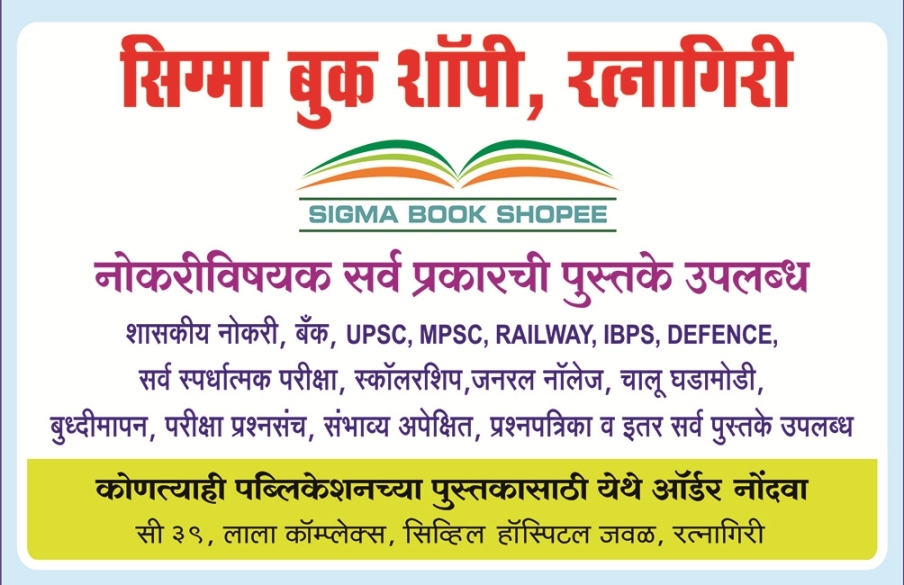 सिग्मा बुक शॉपी, रत्नागिरी
SIGMA BOOK SHOPEE
नोकरीविषयक सर्व प्रकारची पुस्तके उपलब्ध
शासकीय नोकरी, बँक, UPSC, MPSC, RAILWAY, IBPS, DEFENCE,
सर्व स्पर्धात्मक परीक्षा, स्कॉलरशिप,जनरल नॉलेज, चालू घडामोडी,
बुध्दीमापन, परीक्षा प्रश्नसंच, संभाव्य अपेक्षित, प्रश्नपत्रिका व इतर सर्व पुस्तके उपलब्ध
कोणत्याही पब्लिकेशनच्या पुस्तकासाठी येथे ऑर्डर नोंदवा
सी ३९, लाला कॉम्प्लेक्स, सिव्हिल हॉस्पिटल जवळ, रत्नागिरी